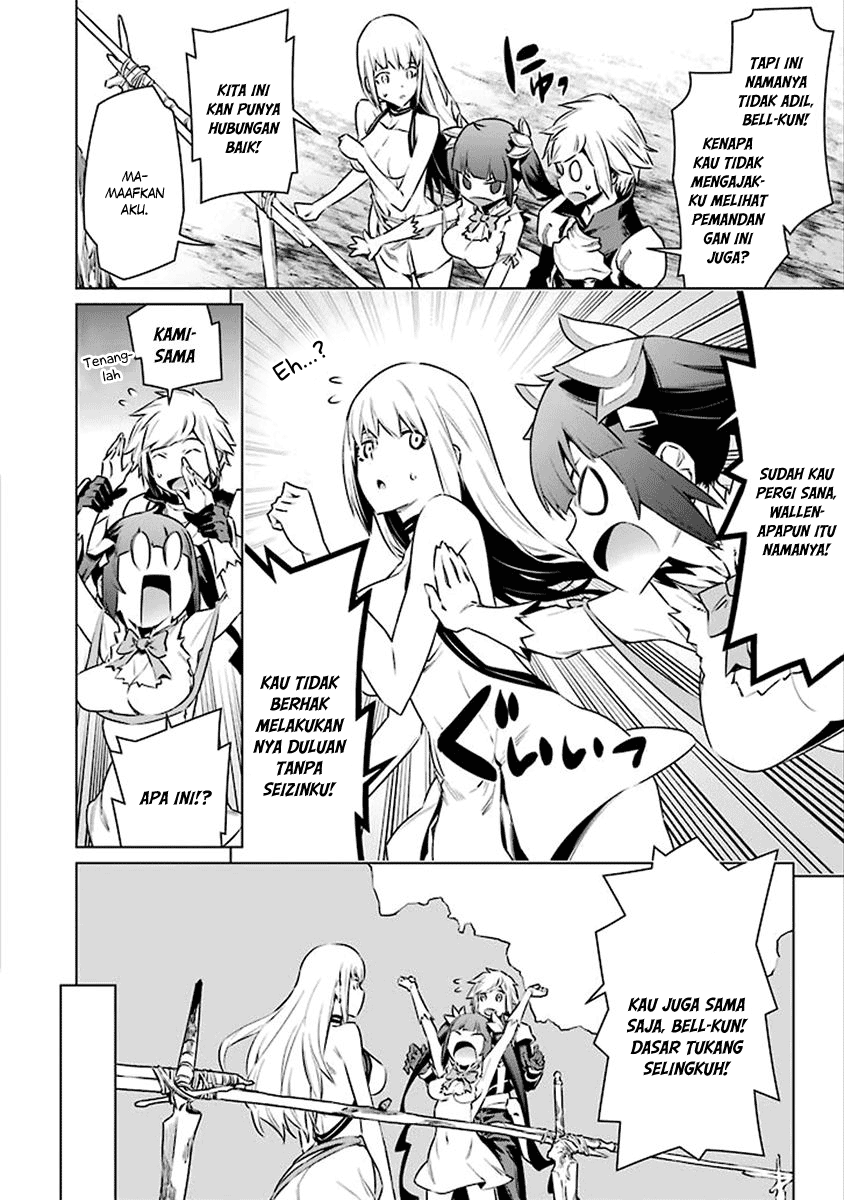 TAPI INI
NAMANYA
TIDAK ADIL,
BELL-KUN!
KENAPA
KAU TIDAK
MENGAJAK-
KU MELIHAT
PEMANDAN
GAN INI
JUGA?
にゅっ
KITA INI
KAN PUNYA
HUBUNGAN
BAIK!
MA-
MAAFKAN
AKU.
SUDAH KAU
PERGI SANA,
WALLEN-
APAPUN ITU
NAMANYA!
Eh...?
ぐいいっ
KAU TIDAK
BERHAK
MELAKUKAN
NYA DULUAN
TANPA
SEIZINKU!
KAMI-
SAMA
Tenang-
lah
APA INI!?
KAU JUGA SAMA
SAJA, BELL-KUN!
DASAR TUKANG
SELINGKUH!